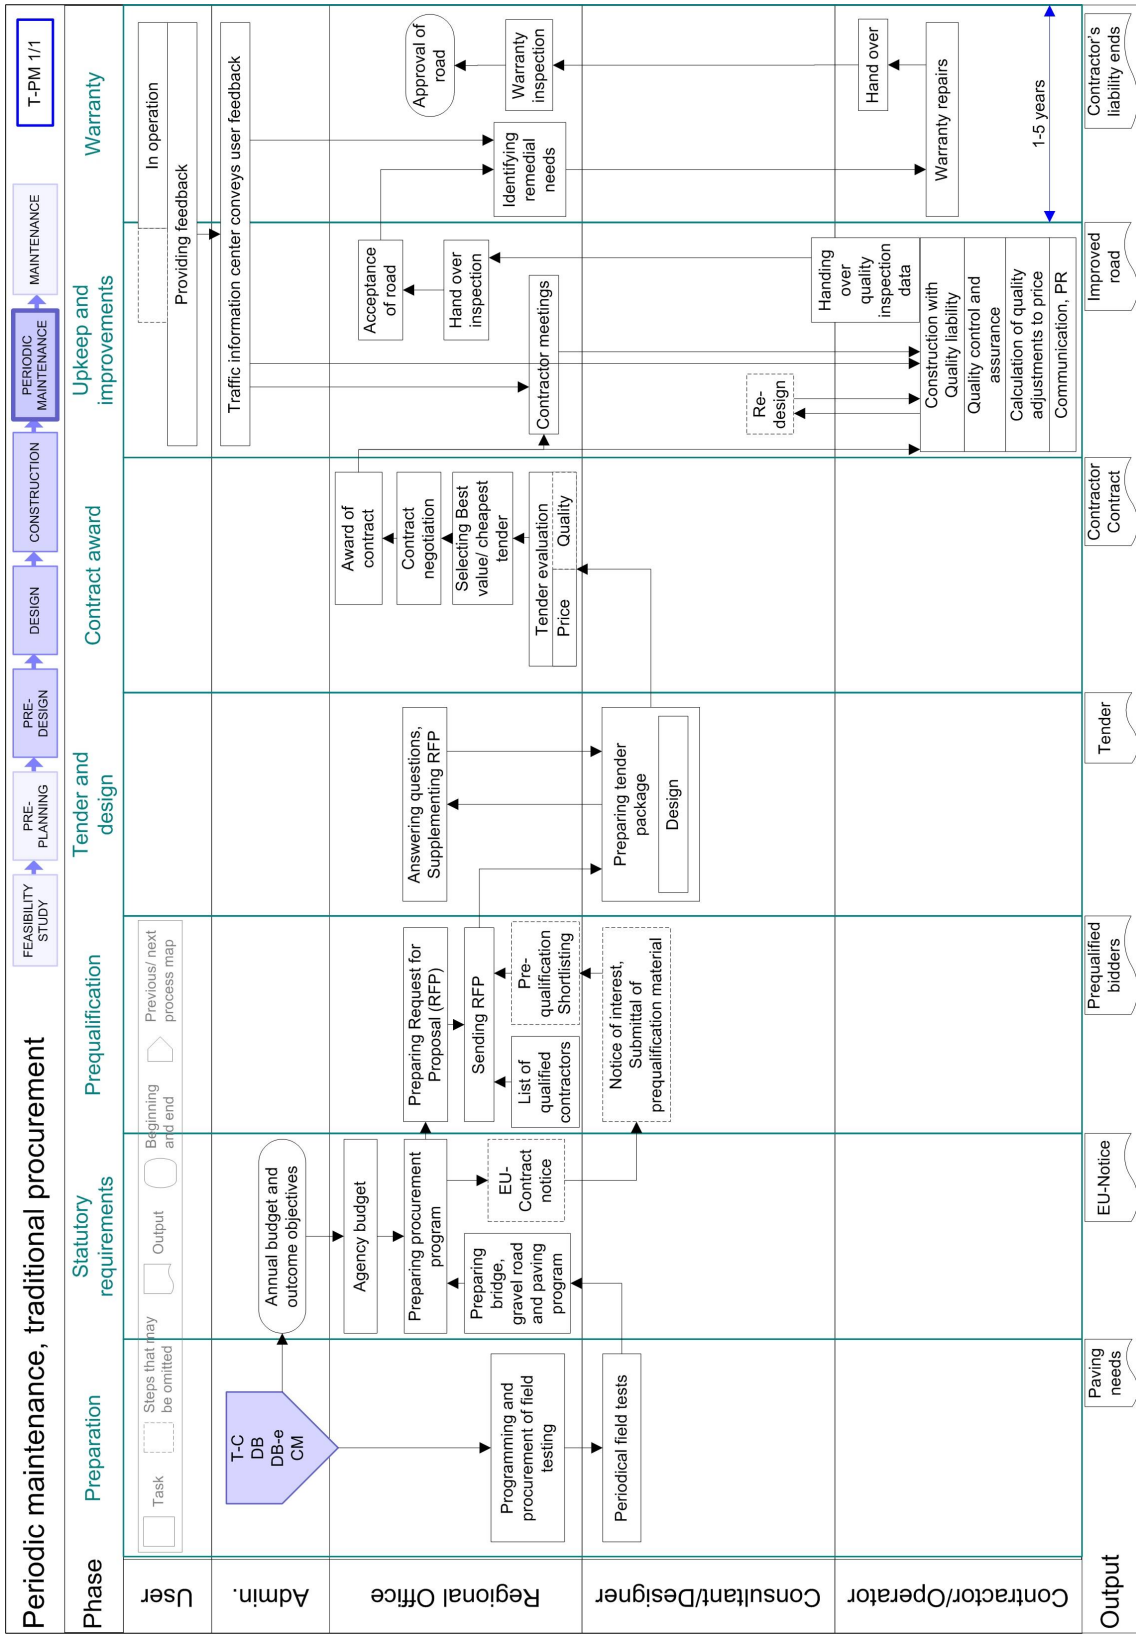 Periodic maintenance, traditional procurement
FEASIBILITY
STUDY
PRE-
PLANNING
PRE-
DESIGN
DESIGN
CONSTRUCTION
PERIODIC
MAINTENANCE
MAINTENANCE
T-PM 1/1
Phase
Preparation
Statutory
requirements
Prequalification
Tender and
design
Contract award
Upkeep and
improvements
Warranty
Task
Steps that may
be omitted
Output
Beginning
and end
Previous/ next
process map
User
In operation
Providing feedback
Admin.
T-C
DB
DB-e
CM
Annual budget and
outcome objectives
Traffic information center conveys user feedback
Regional Office
Programming and
procurement of field
testing
Agency budget
Preparing procurement
program
Preparing
bridge,
gravel road
and paving
program
EU-
Contract
notice
Preparing Request for
Proposal (RFP)
Sending RFP
List of
qualified
contractors
Pre-
qualification
Shortlisting
Answering questions,
Supplementing RFP
Award of
contract
Contract
negotiation
Selecting Best
value/ cheapest
tender
Tender evaluation
Price
Quality
Acceptance
of road
Hand over
inspection
Contractor meetings
Identifying
remedial
needs
Approval of
road
Warranty
inspection
Consultant/Designer
Periodical field tests
Notice of interest,
Submittal of
prequalification material
Preparing tender
package
Design
Re-
design
Contractor/Operator
Handing
over
quality
inspection
data
Construction with
Quality liability
Quality control and
assurance
Calculation of quality
adjustments to price
Communication, PR
Hand over
Warranty repairs
1-5 years
Output
Paving
needs
EU-Notice
Prequalified
bidders
Tender
Contractor
Contract
Improved
road
Contractor's
liability ends